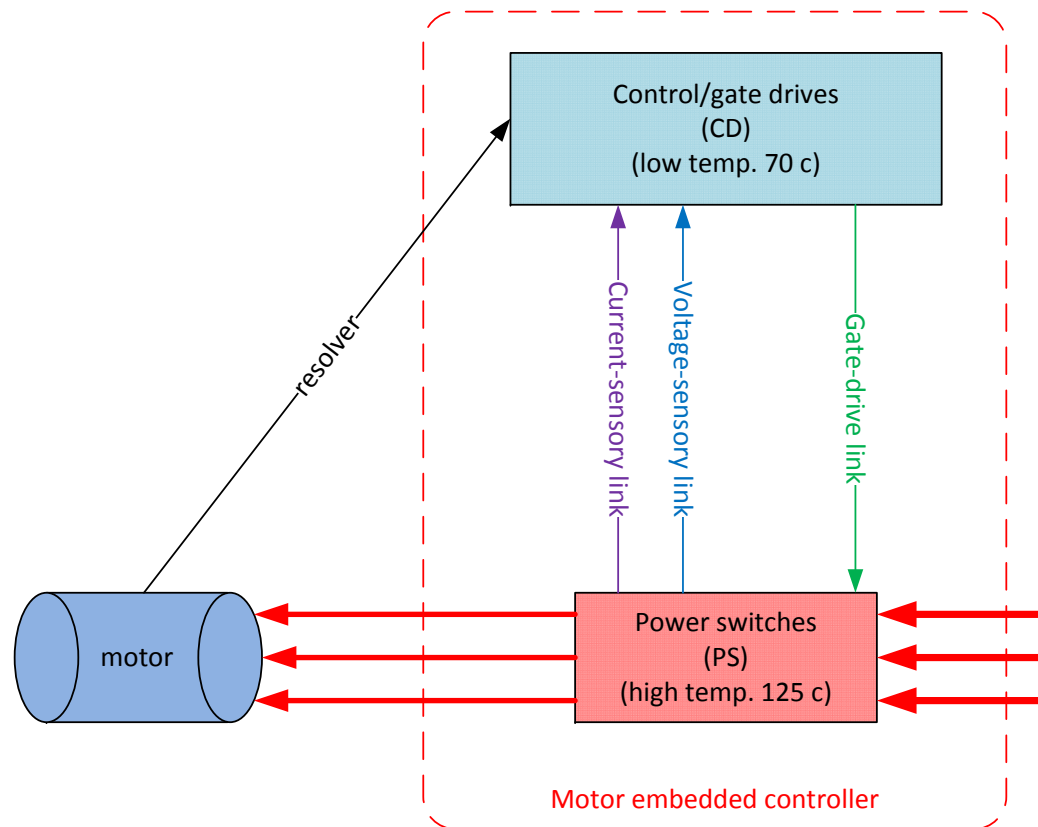 Control/gate drives
(CD)
(low temp. 70 c)
resolver
Current-sensory link
Voltage-sensory link
Gate-drive link
motor
Power switches
(PS)
(high temp. 125 c)
Motor embedded controller